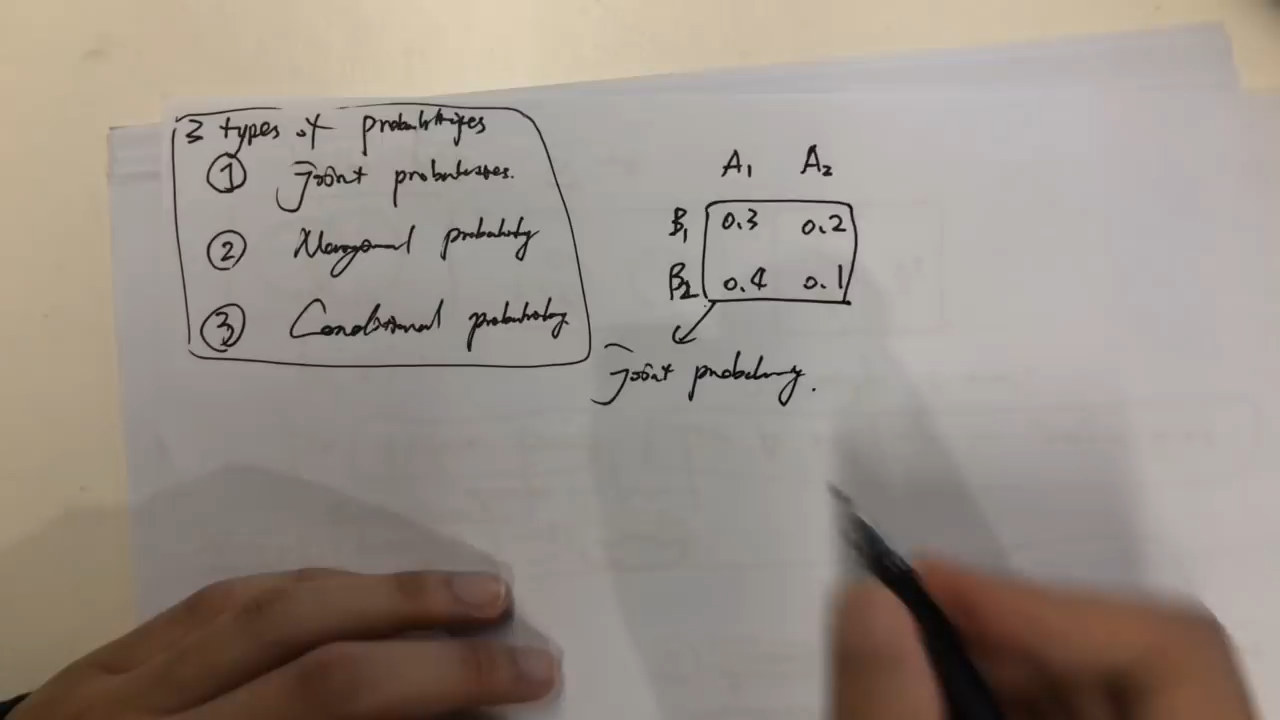 3 types of probabilities
① Joint probabilities.
② Marginal probability
③ Conditional probability
A₁ A₂
B₁ 0.3 0.2
B₂ 0.4 0.1
Joint probability.